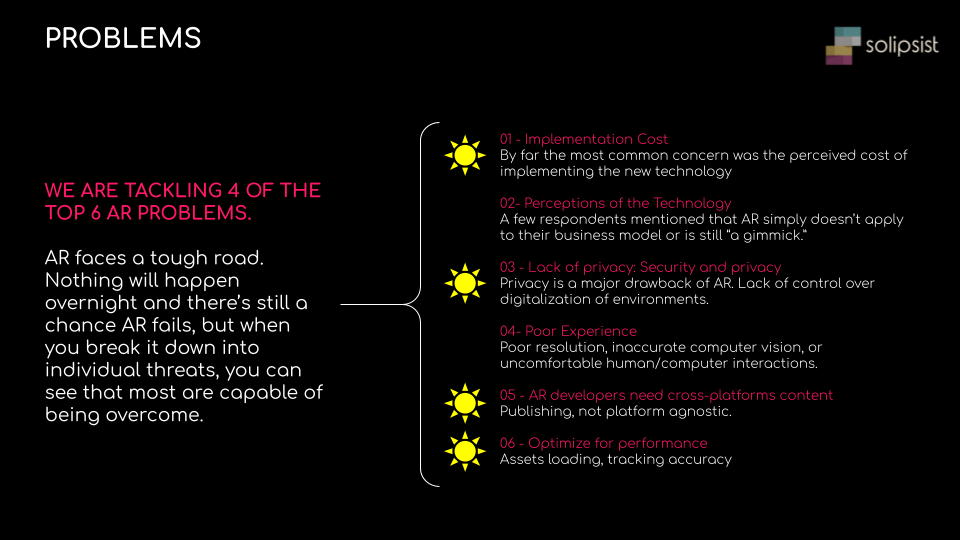 PROBLEMS
solipsist
WE ARE TACKLING 4 OF THE
TOP 6 AR PROBLEMS.
AR faces a tough road.
Nothing will happen
overnight and there's still a
chance AR fails, but when
you break it down into
individual threats, you can
see that most are capable of
being overcome.
01 - Implementation Cost
By far the most common concern was the perceived cost of
implementing the new technology
02- Perceptions of the Technology
A few respondents mentioned that AR simply doesn't apply
to their business model or is still "a gimmick."
03 - Lack of privacy: Security and privacy
Privacy is a major drawback of AR. Lack of control over
digitalization of environments.
04- Poor Experience
Poor resolution, inaccurate computer vision, or
uncomfortable human/computer interactions.
05 - AR developers need cross-platforms content
Publishing, not platform agnostic.
06 - Optimize for performance
Assets loading, tracking accuracy